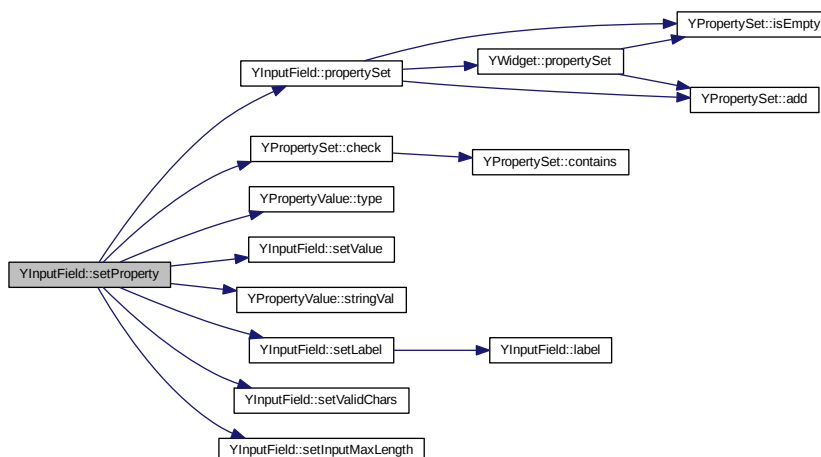 YPropertySet::isEmpty
YWidget::propertySet
YInputField::propertySet
YPropertySet::add
YPropertySet::check
YPropertySet::contains
YPropertyValue::type
YInputField::setValue
YInputField::setProperty
YPropertyValue::stringVal
YInputField::setLabel
YInputField::label
YInputField::setValidChars
YInputField::setInputMaxLength